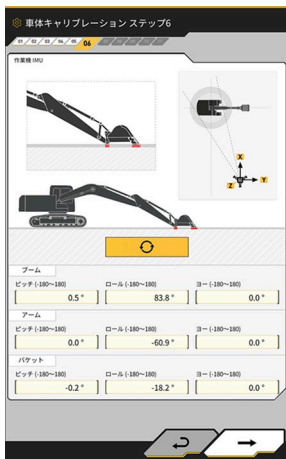 車体キャリブレーション ステップ6
01 02 03 04 05 06
作業機 IMU
X
Y
Z
ブーム
ピッチ (-180~180) ロール (-180~180) ヨー (-180~180)
0.5 ° 83.8 ° 0.0 °
アーム
ピッチ (-180~180) ロール (-180~180) ヨー (-180~180)
0.0 ° -60.9 ° 0.0 °
バケット
ピッチ (-180~180) ロール (-180~180) ヨー (-180~180)
-0.2 ° -18.2 ° 0.0 °